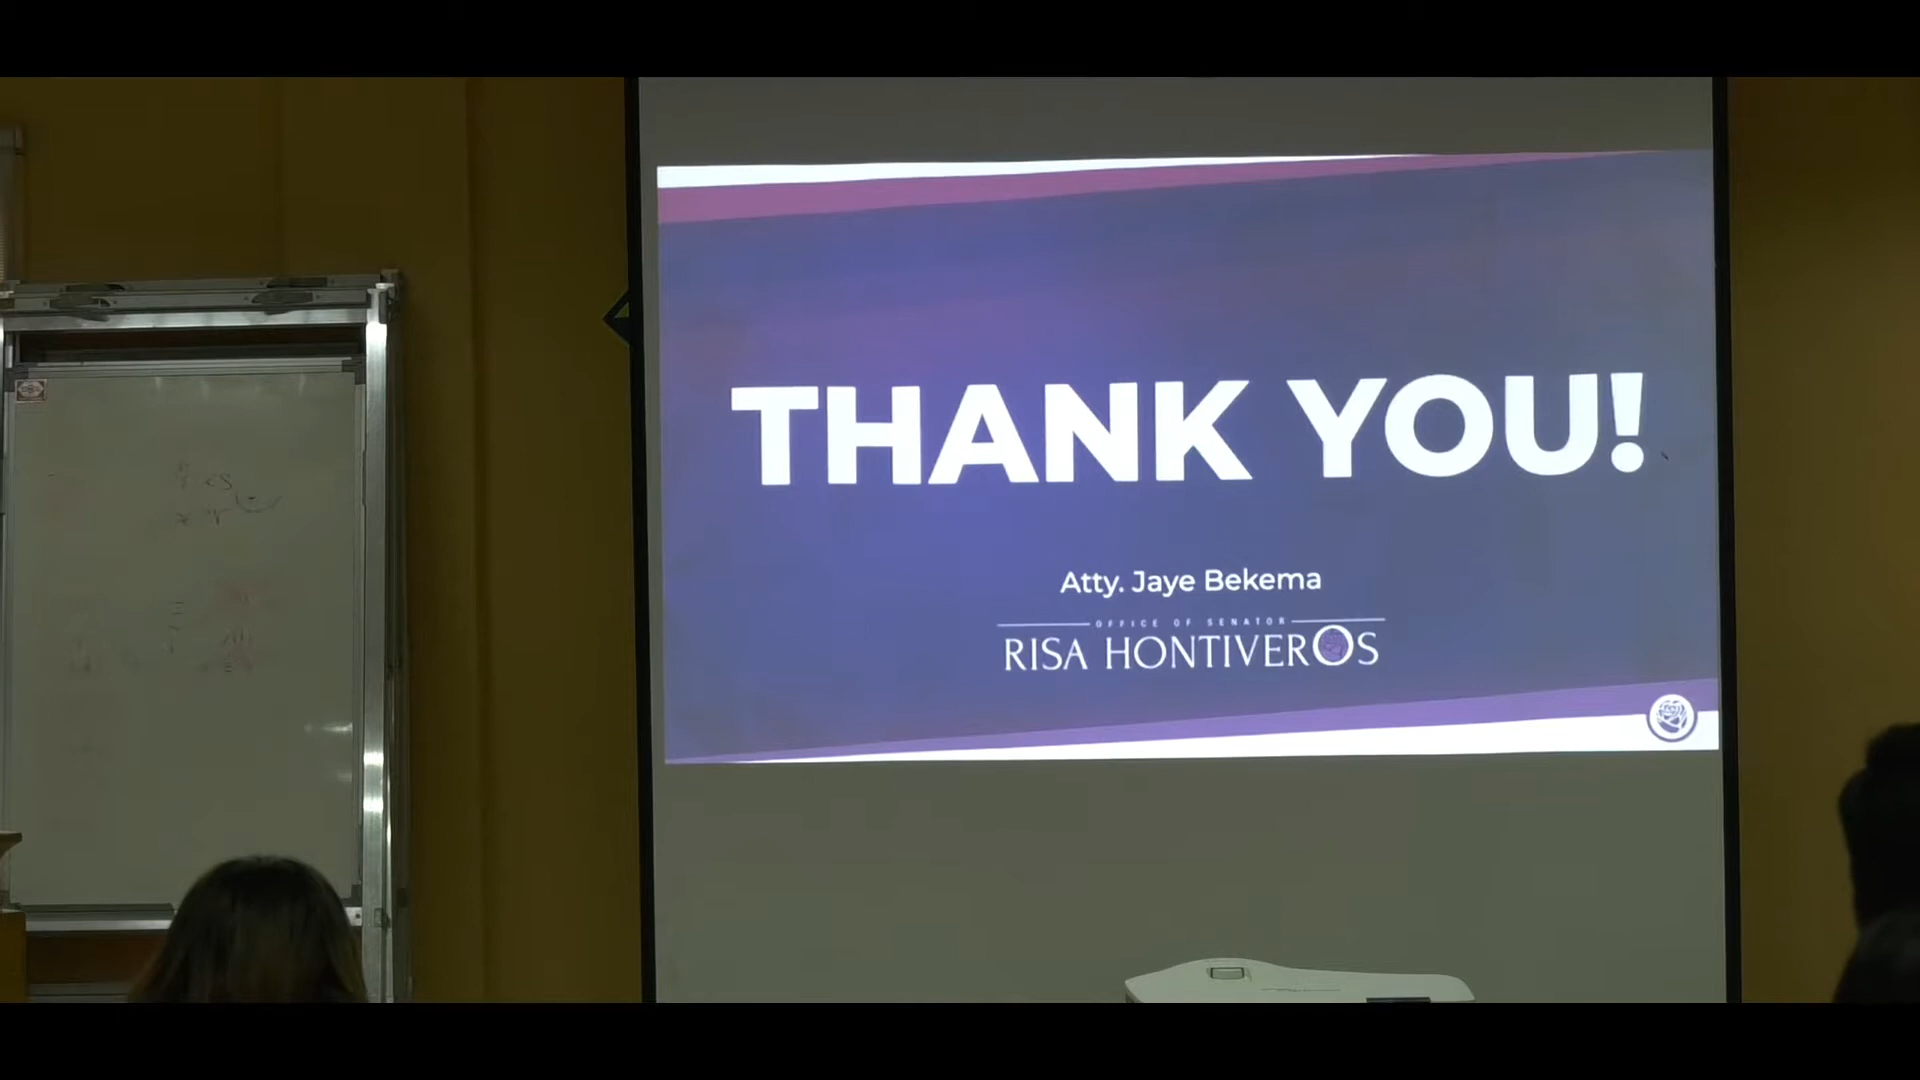 THANK YOU!
Atty. Jaye Bekema
OFFICE OF SENATOR
RISA HONTIVEROS